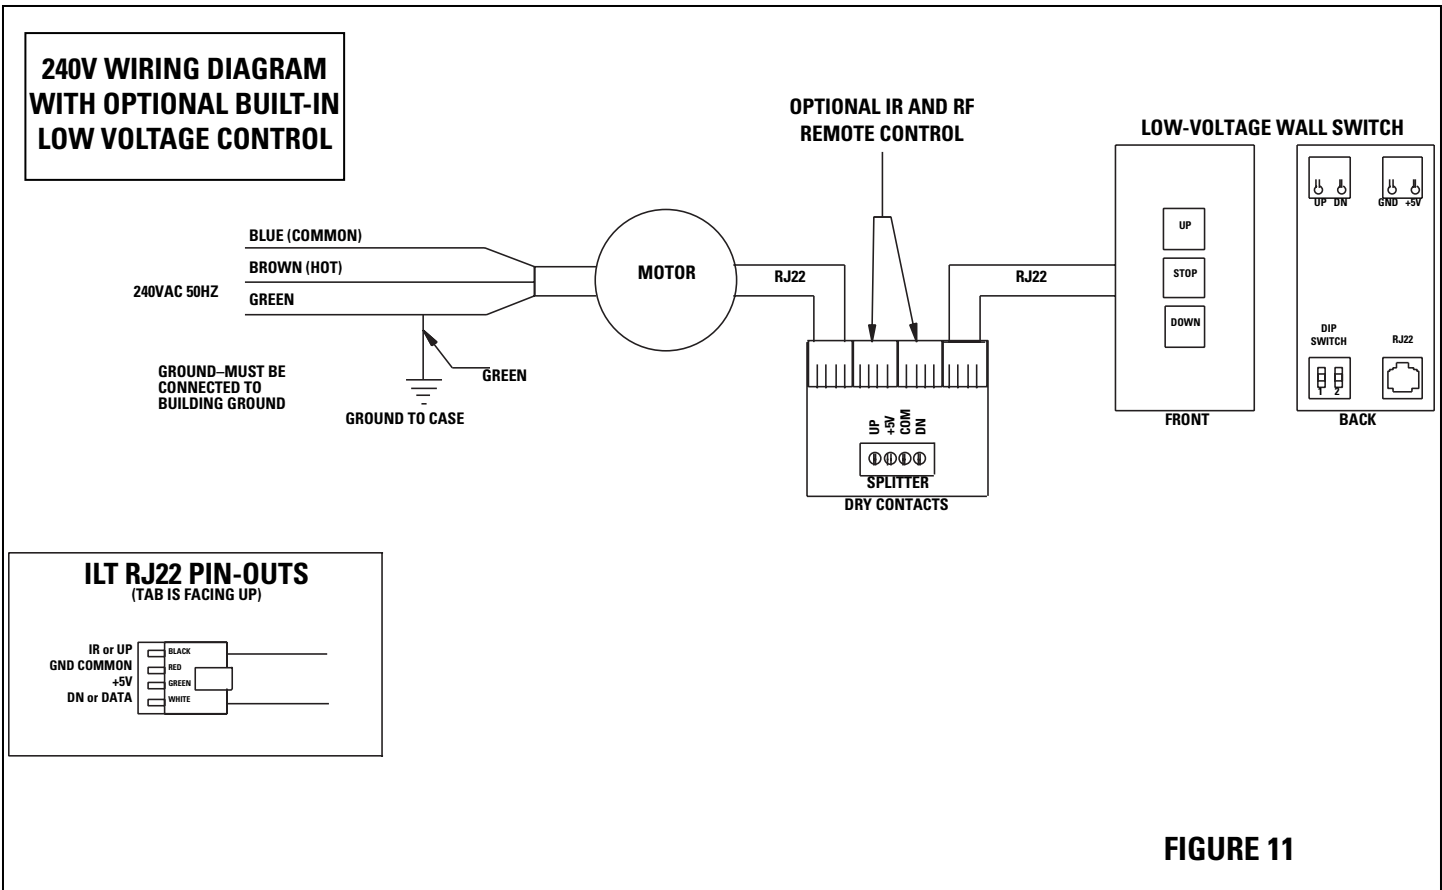 240V WIRING DIAGRAM
WITH OPTIONAL BUILT-IN
LOW VOLTAGE CONTROL
OPTIONAL IR AND RF
REMOTE CONTROL
LOW-VOLTAGE WALL SWITCH
BLUE (COMMON)
BROWN (HOT)
GREEN
240VAC 50HZ
GROUND–MUST BE
CONNECTED TO
BUILDING GROUND
GREEN
GROUND TO CASE
MOTOR
RJ22
RJ22
UP
+5V
COM
DN
SPLITTER
DRY CONTACTS
UP
STOP
DOWN
FRONT
UP DN
GND +5V
DIP
SWITCH
1 2
RJ22
BACK
ILT RJ22 PIN-OUTS
(TAB IS FACING UP)
IR or UP BLACK
GND COMMON RED
+5V GREEN
DN or DATA WHITE
FIGURE 11